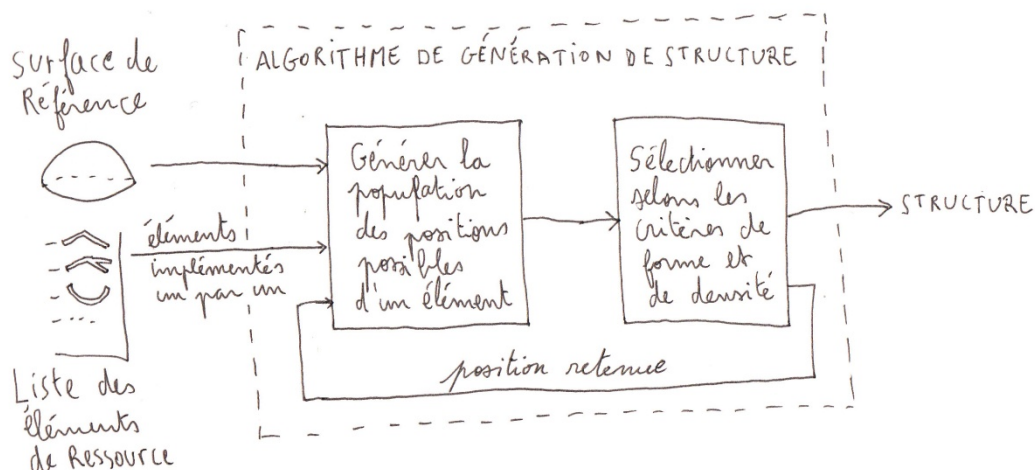 Surface de
Référence
ALGORITHME DE GÉNÉRATION DE STRUCTURE
Générer la
population
des positions
possibles
d'un élément
Sélectionner
selons les
critères de
forme et
de densité
STRUCTURE
éléments
implémentés
un par un
position retenue
Liste des
éléments
de Ressource